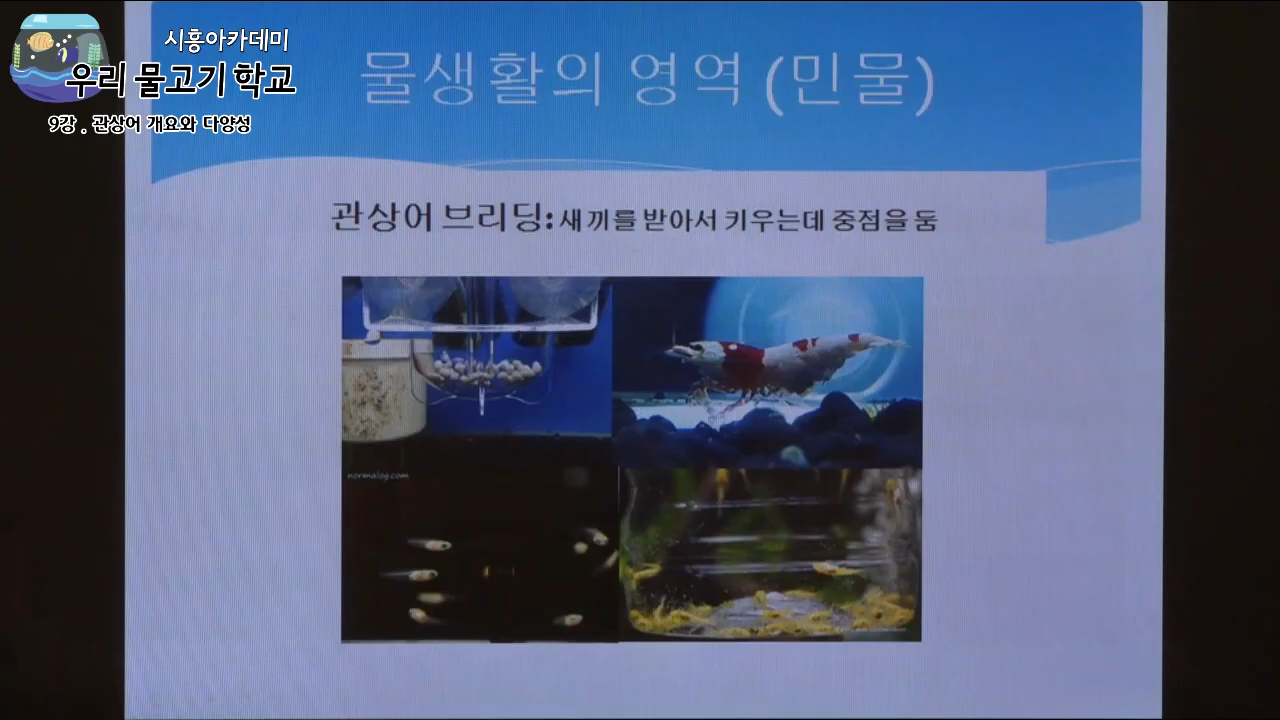 시흥아카데미
우리 물고기 학교
9강 . 관상어 개요와 다양성
물생활의 영역 (민물)
관상어 브리딩: 새끼를 받아서 키우는데 중점을 둠
normalog.com